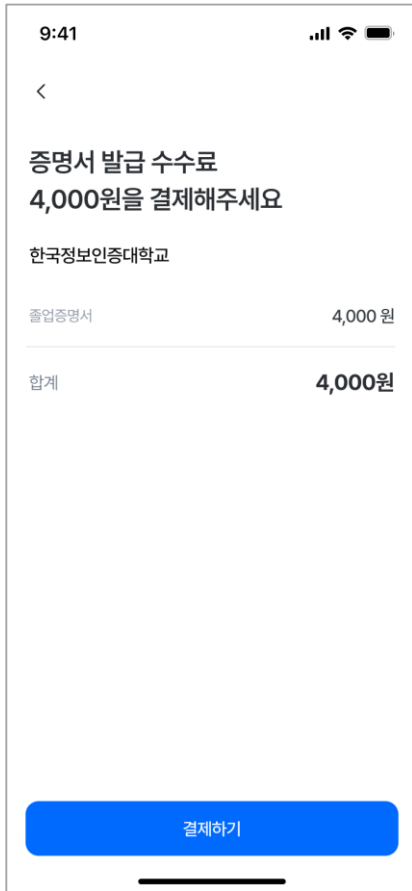 9:41
증명서 발급 수수료
4,000원을 결제해주세요
한국정보인증대학교
졸업증명서 4,000 원
합계 4,000원
결제하기